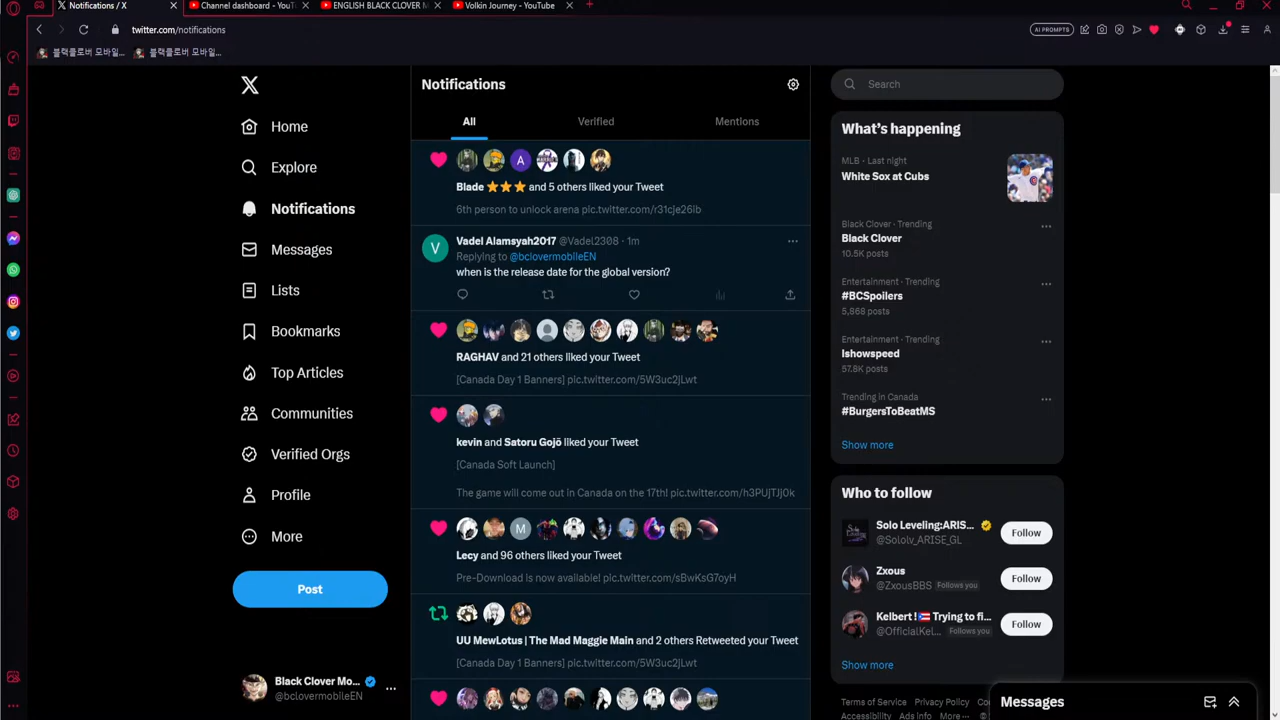 Notifications / X
Channel dashboard - YouT
ENGLISH BLACK CLOVER M
Volkin Journey - YouTube
twitter.com/notifications
AI PROMPTS
블랙클로버 모바일...
블랙클로버 모바일...
Home
Explore
Notifications
Messages
Lists
Bookmarks
Top Articles
Communities
Verified Orgs
Profile
More
Post
Black Clover Mo...
@bclovermobileEN
Notifications
All
Verified
Mentions
A
Blade ⭐⭐⭐ and 5 others liked your Tweet
6th person to unlock arena pic.twitter.com/r31cje26ib
V
Vadel Alamsyah2017 @Vadel2308 · 1m
Replying to @bclovermobileEN
when is the release date for the global version?
RAGHAV and 21 others liked your Tweet
[Canada Day 1 Banners] pic.twitter.com/5W3uc2jLwt
kevin and Satoru Gojō liked your Tweet
[Canada Soft Launch]
The game will come out in Canada on the 17th! pic.twitter.com/h3PUjTJj0k
M
Lecy and 96 others liked your Tweet
Pre-Download is now available! pic.twitter.com/sBwKsG7oyH
UU MewLotus | The Mad Maggie Main and 2 others Retweeted your Tweet
[Canada Day 1 Banners] pic.twitter.com/5W3uc2jLwt
Search
What's happening
MLB · Last night
White Sox at Cubs
Black Clover · Trending
Black Clover
10.5K posts
Entertainment · Trending
#BCSpoilers
5,868 posts
Entertainment · Trending
Ishowspeed
57.8K posts
Trending in Canada
#BurgersToBeatMS
Show more
Who to follow
Solo Leveling:ARIS...
@Sololv_ARISE_GL
Follow
Zxous
@ZxousBBS Follows you
Follow
Kelbert ! 🇵🇷 Trying to fi...
@OfficialKel... Follows you
Follow
Show more
Terms of Service Privacy Policy Co
Accessibility Ads info More ··· ©
Messages